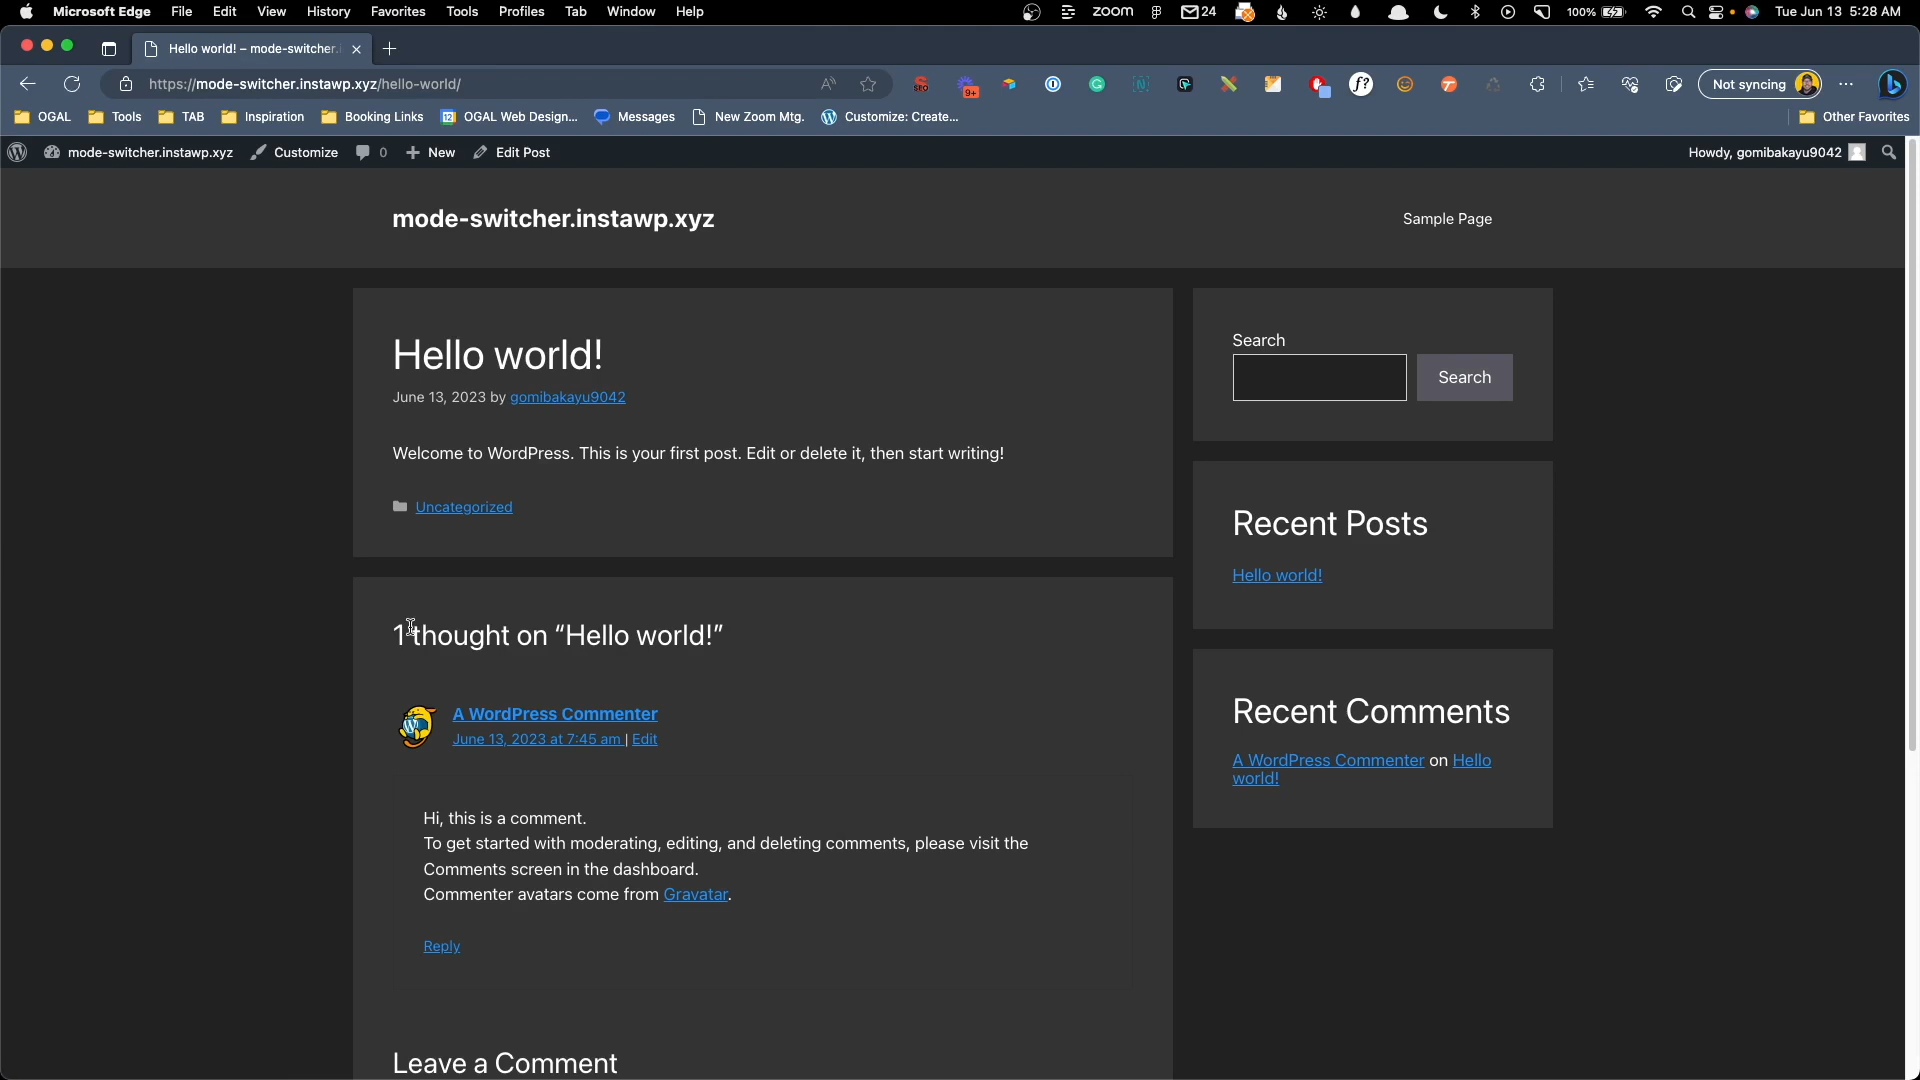 Microsoft Edge File Edit View History Favorites Tools Profiles Tab Window Help zoom 24 100% Tue Jun 13 5:28 AM
Hello world! – mode-switcher.i
https://mode-switcher.instawp.xyz/hello-world/ SEO 9+ f? Not syncing
OGAL Tools TAB Inspiration Booking Links 12 OGAL Web Design... Messages New Zoom Mtg. Customize: Create... Other Favorites
mode-switcher.instawp.xyz Customize 0 New Edit Post Howdy, gomibakayu9042
mode-switcher.instawp.xyz Sample Page
Hello world!
June 13, 2023 by gomibakayu9042
Welcome to WordPress. This is your first post. Edit or delete it, then start writing!
Uncategorized
1 thought on “Hello world!”
A WordPress Commenter
June 13, 2023 at 7:45 am | Edit
Hi, this is a comment.
To get started with moderating, editing, and deleting comments, please visit the
Comments screen in the dashboard.
Commenter avatars come from Gravatar.
Reply
Leave a Comment
Search
Search
Recent Posts
Hello world!
Recent Comments
A WordPress Commenter on Hello
world!